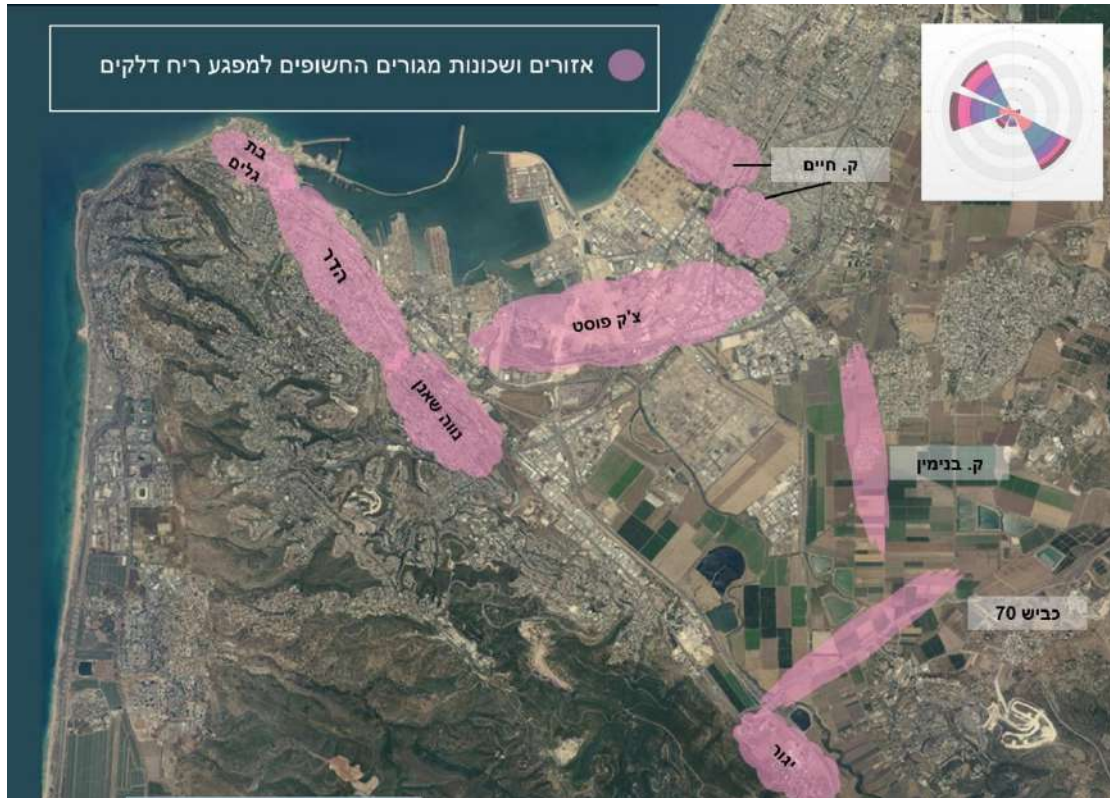 אזורים ושכונות מגורים החשופים למפגע ריח דלקים
בת
גלים
ק. חיים
הדר
צ'ק פוסט
נווה שאנן
ק. בנימין
כביש 70
יגור